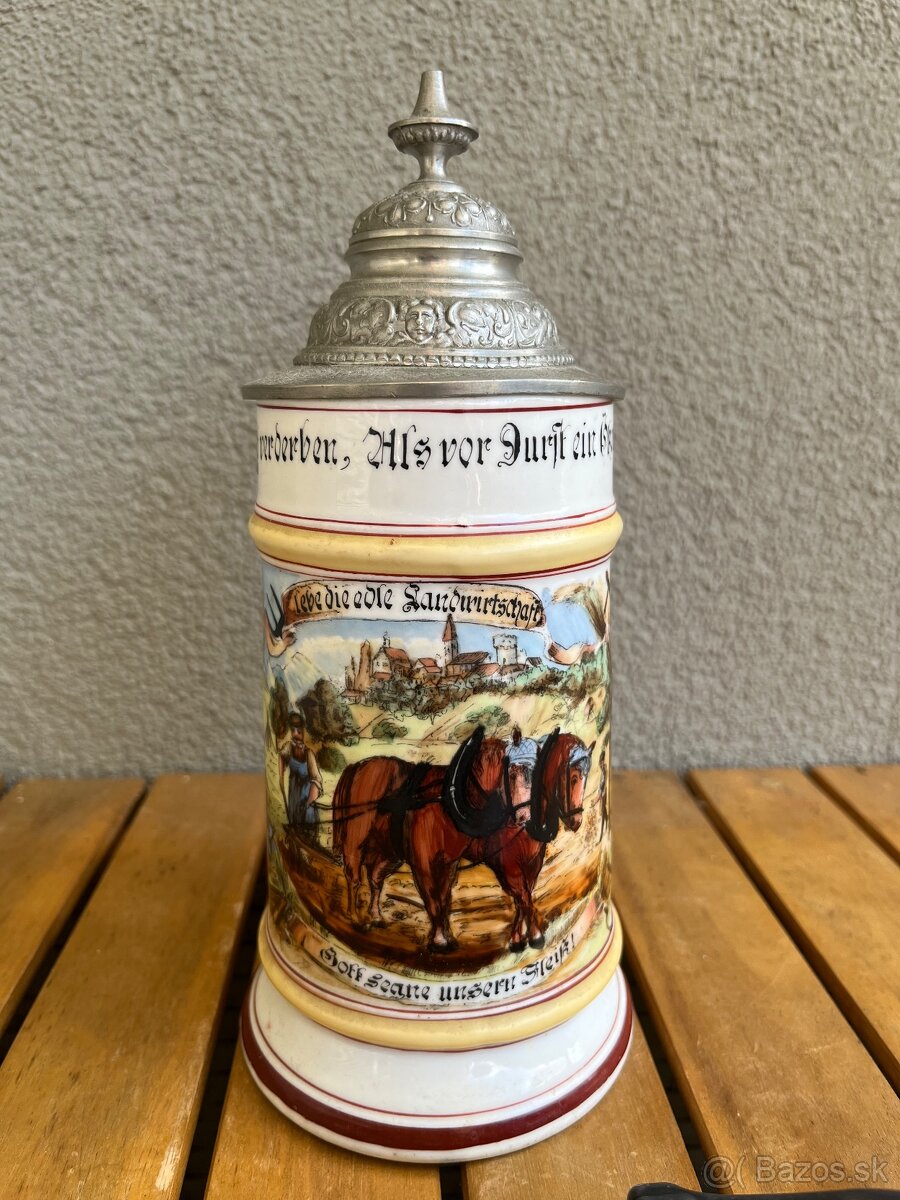 verderben, Als vor Durst ein
lebe die edle Landwirtschaft
Gott segne unsern Fleiß!
@( Bazos.sk